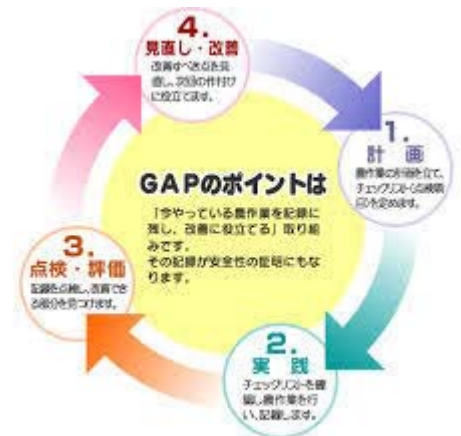 4.
見直し・改善
改善すべき点を見
直し、次回の作付け
に役立てます。
1.
計 画
農作業の計画を立て、
チェックリスト(点検項
目)を定めます。
GAPのポイントは
「今やっている農作業を記録に
残し、改善に役立てる」取り組
みです。
その記録が安全性の証明にもな
ります。
3.
点検・評価
記録を点検し、改善でき
る部分を見つけます。
2.
実 践
チェックリストを確
認し農作業を行
い、記録します。